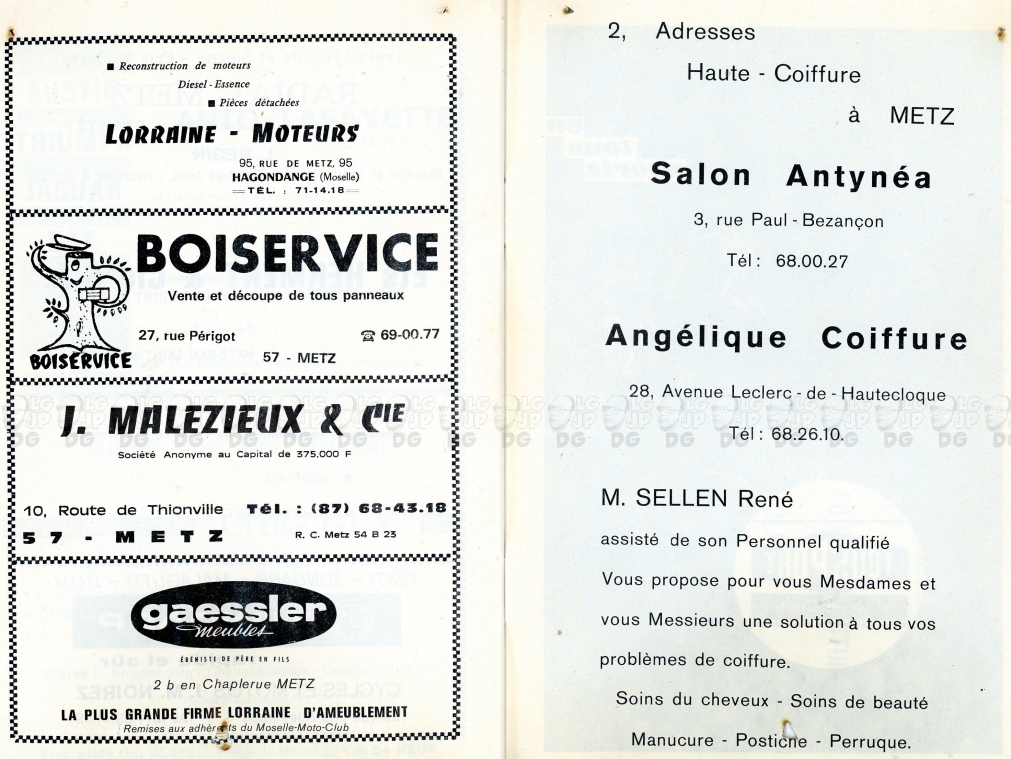 ■ Reconstruction de moteurs
Diesel - Essence
■ Pièces détachées
LORRAINE - MOTEURS
95, RUE DE METZ, 95
HAGONDANGE (Moselle)
TÉL. : 71-14.18
BOISERVICE
Vente et découpe de tous panneaux
27, rue Périgot
☎ 69-00.77
57 - METZ
BOISERVICE
J. MALEZIEUX & CIE
Société Anonyme au Capital de 375.000 F
10, Route de Thionville Tél. : (87) 68-43.18
57 - METZ
R. C. Metz 54 B 23
gaessler
meubles
ÉBÉNISTE DE PÈRE EN FILS
2 b en Chaplerue METZ
LA PLUS GRANDE FIRME LORRAINE D'AMEUBLEMENT
Remises aux adhérents du Moselle-Moto-Club
2, Adresses
Haute - Coiffure
à METZ
Salon Antynéa
3, rue Paul - Bezançon
Tél : 68.00.27
Angélique Coiffure
28, Avenue Leclerc - de - Hautecloque
Tél : 68.26.10.
M. SELLEN René
assisté de son Personnel qualifié
Vous propose pour vous Mesdames et
vous Messieurs une solution à tous vos
problèmes de coiffure.
Soins du cheveux - Soins de beauté
Manucure - Postiche - Perruque.